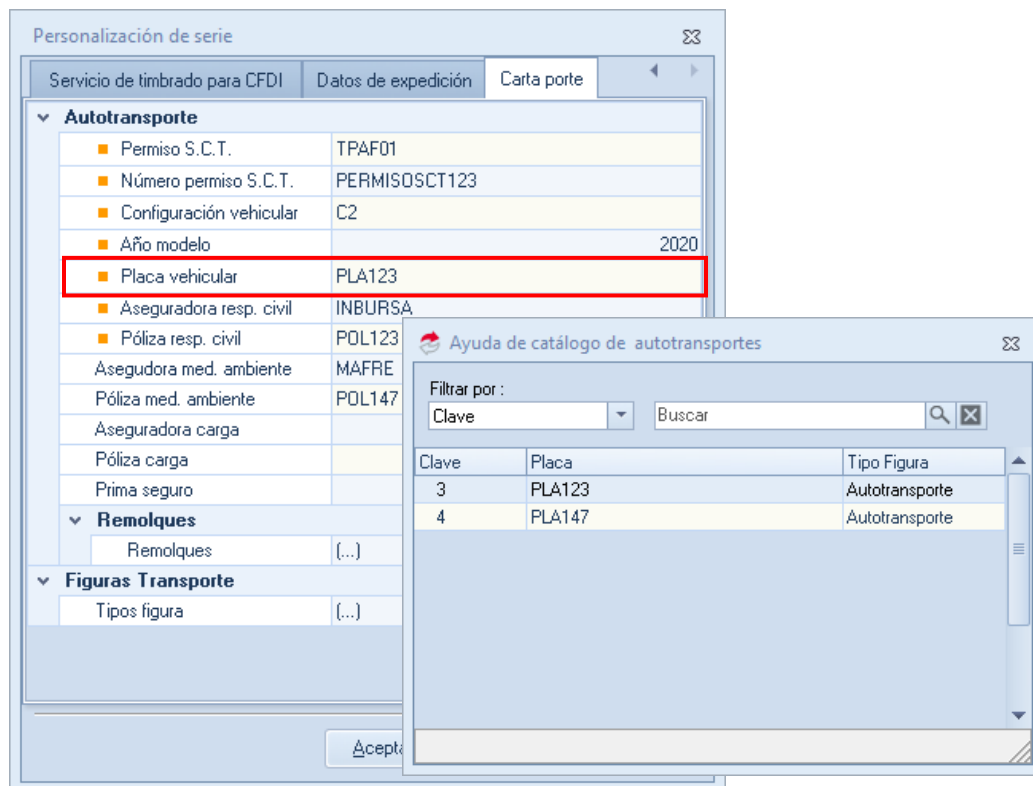 Personalización de serie
Servicio de timbrado para CFDI Datos de expedición Carta porte
Autotransporte
Permiso S.C.T. TPAF01
Número permiso S.C.T. PERMISOSCT123
Configuración vehicular C2
Año modelo 2020
Placa vehicular PLA123
Aseguradora resp. civil INBURSA
Póliza resp. civil POL123
Asegudora med. ambiente MAFRE
Póliza med. ambiente POL147
Aseguradora carga
Póliza carga
Prima seguro
Remolques
Remolques (...)
Figuras Transporte
Tipos figura (...)
Acepta
Ayuda de catálogo de autotransportes
Filtrar por :
Clave Buscar
Clave Placa Tipo Figura
3 PLA123 Autotransporte
4 PLA147 Autotransporte